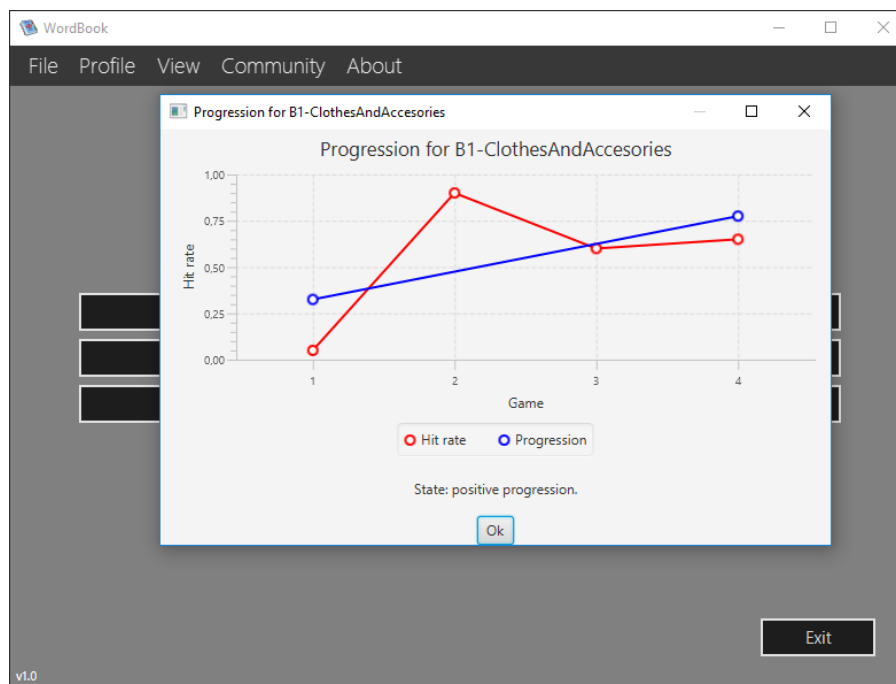 WordBook
File Profile View Community About
Progression for B1-ClothesAndAccesories
Progression for B1-ClothesAndAccesories
1,00
0,75
0,50
0,25
0,00
Hit rate
1 2 3 4
Game
Hit rate Progression
State: positive progression.
Ok
Exit
v1.0